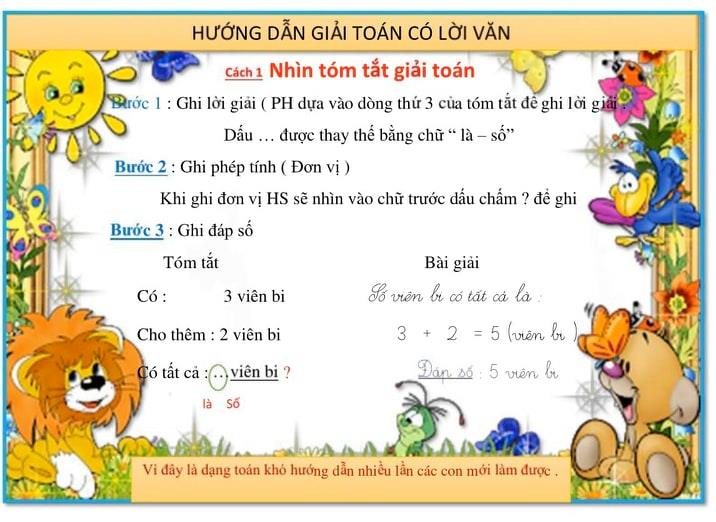 HƯỚNG DẪN GIẢI TOÁN CÓ LỜI VĂN
Cách 1 Nhìn tóm tắt giải toán
Bước 1 : Ghi lời giải ( PH dựa vào dòng thứ 3 của tóm tắt để ghi lời giải .
Dấu … được thay thế bằng chữ “ là – số”
Bước 2 : Ghi phép tính ( Đơn vị )
Khi ghi đơn vị HS sẽ nhìn vào chữ trước dấu chấm ? để ghi
Bước 3 : Ghi đáp số
Tóm tắt Bài giải
Có : 3 viên bi Số viên bi có tất cả là :
Cho thêm : 2 viên bi 3 + 2 = 5 (viên bi )
Có tất cả : …viên bi ? Đáp số : 5 viên bi
là Số
Vì đây là dạng toán khó hướng dẫn nhiều lần các con mới làm được .